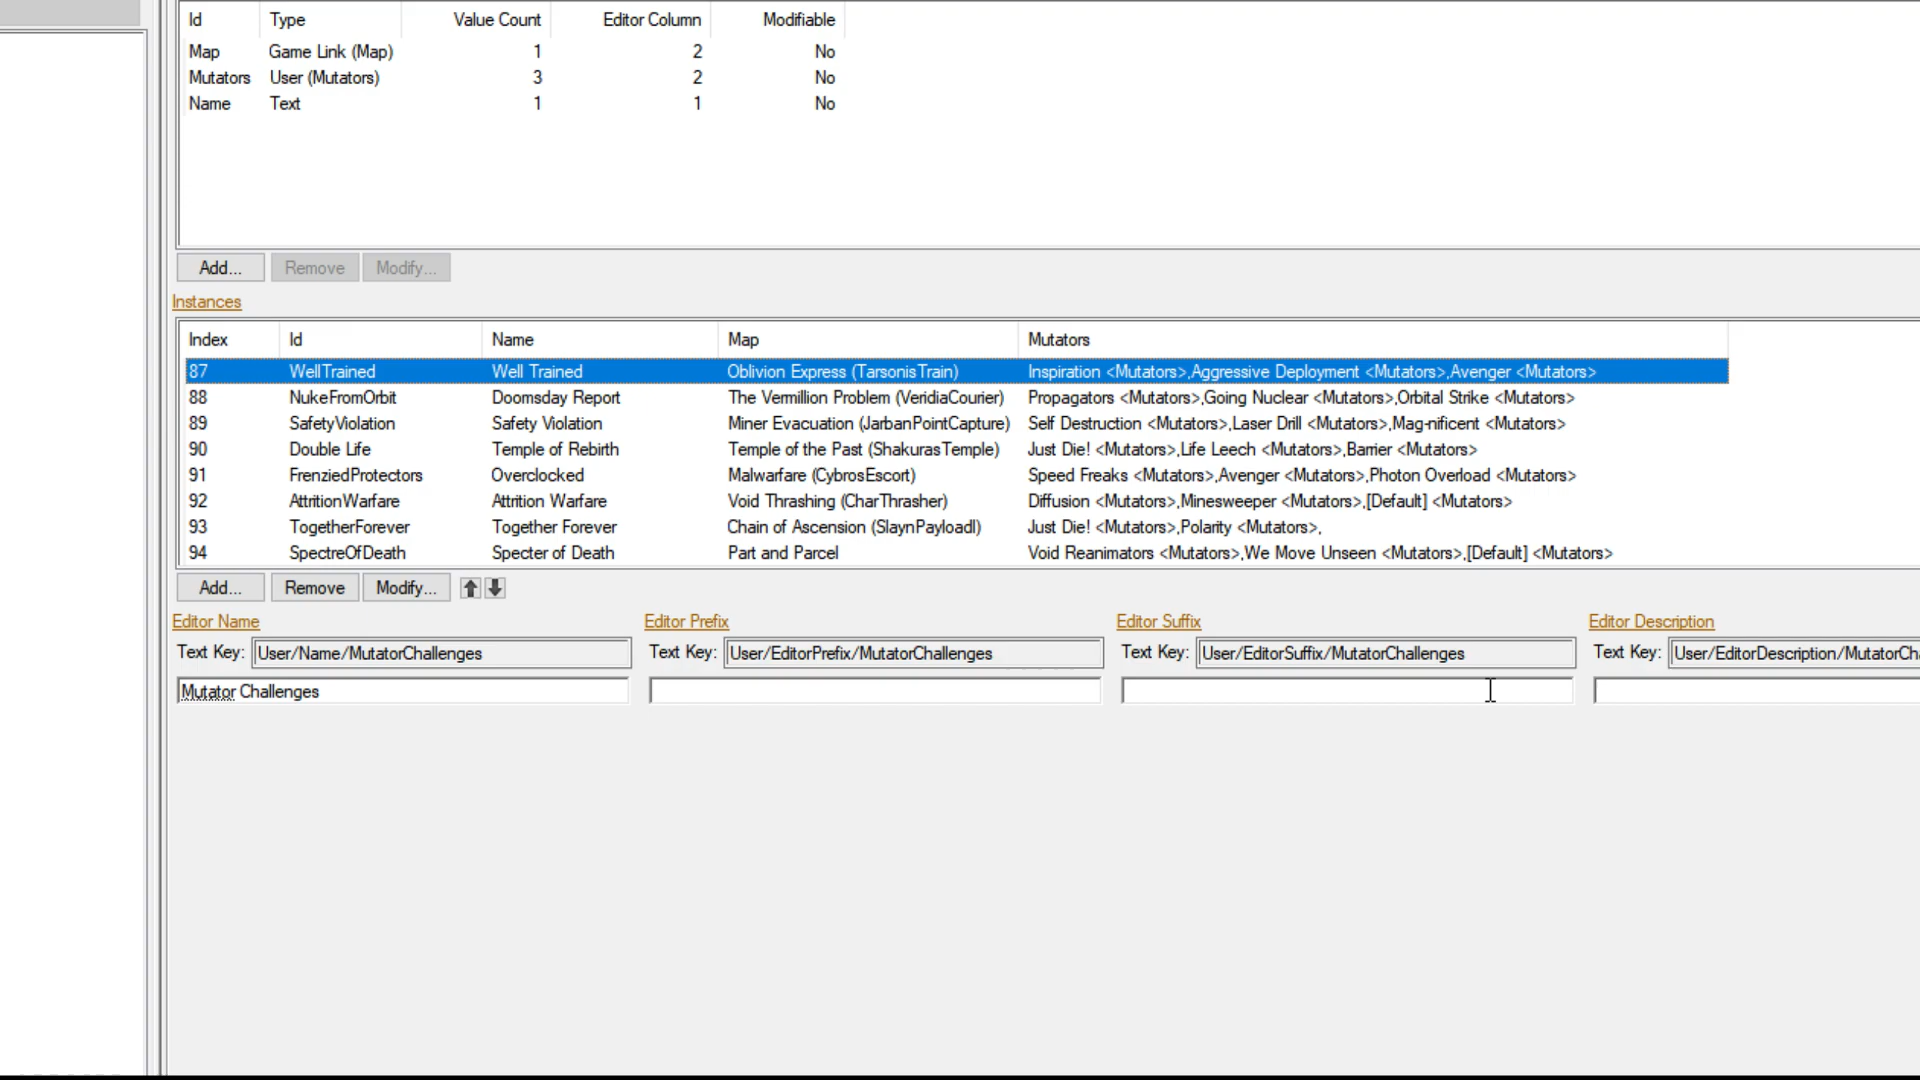 Id Type Value Count Editor Column Modifiable
Map Game Link (Map) 1 2 No
Mutators User (Mutators) 3 2 No
Name Text 1 1 No
Add... Remove Modify...
Instances
Index Id Name Map Mutators
87 WellTrained Well Trained Oblivion Express (TarsonisTrain) Inspiration <Mutators>,Aggressive Deployment <Mutators>,Avenger <Mutators>
88 NukeFromOrbit Doomsday Report The Vermillion Problem (VeridiaCourier) Propagators <Mutators>,Going Nuclear <Mutators>,Orbital Strike <Mutators>
89 SafetyViolation Safety Violation Miner Evacuation (JarbanPointCapture) Self Destruction <Mutators>,Laser Drill <Mutators>,Mag-nificent <Mutators>
90 Double Life Temple of Rebirth Temple of the Past (ShakurasTemple) Just Die! <Mutators>,Life Leech <Mutators>,Barrier <Mutators>
91 FrenziedProtectors Overclocked Malwarfare (CybrosEscort) Speed Freaks <Mutators>,Avenger <Mutators>,Photon Overload <Mutators>
92 AttritionWarfare Attrition Warfare Void Thrashing (CharThrasher) Diffusion <Mutators>,Minesweeper <Mutators>,[Default] <Mutators>
93 TogetherForever Together Forever Chain of Ascension (SlaynPayloadI) Just Die! <Mutators>,Polarity <Mutators>,
94 SpectreOfDeath Specter of Death Part and Parcel Void Reanimators <Mutators>,We Move Unseen <Mutators>,[Default] <Mutators>
Add... Remove Modify...
Editor Name Editor Prefix Editor Suffix Editor Description
Text Key: User/Name/MutatorChallenges Text Key: User/EditorPrefix/MutatorChallenges Text Key: User/EditorSuffix/MutatorChallenges Text Key: User/EditorDescription/MutatorCha
Mutator Challenges